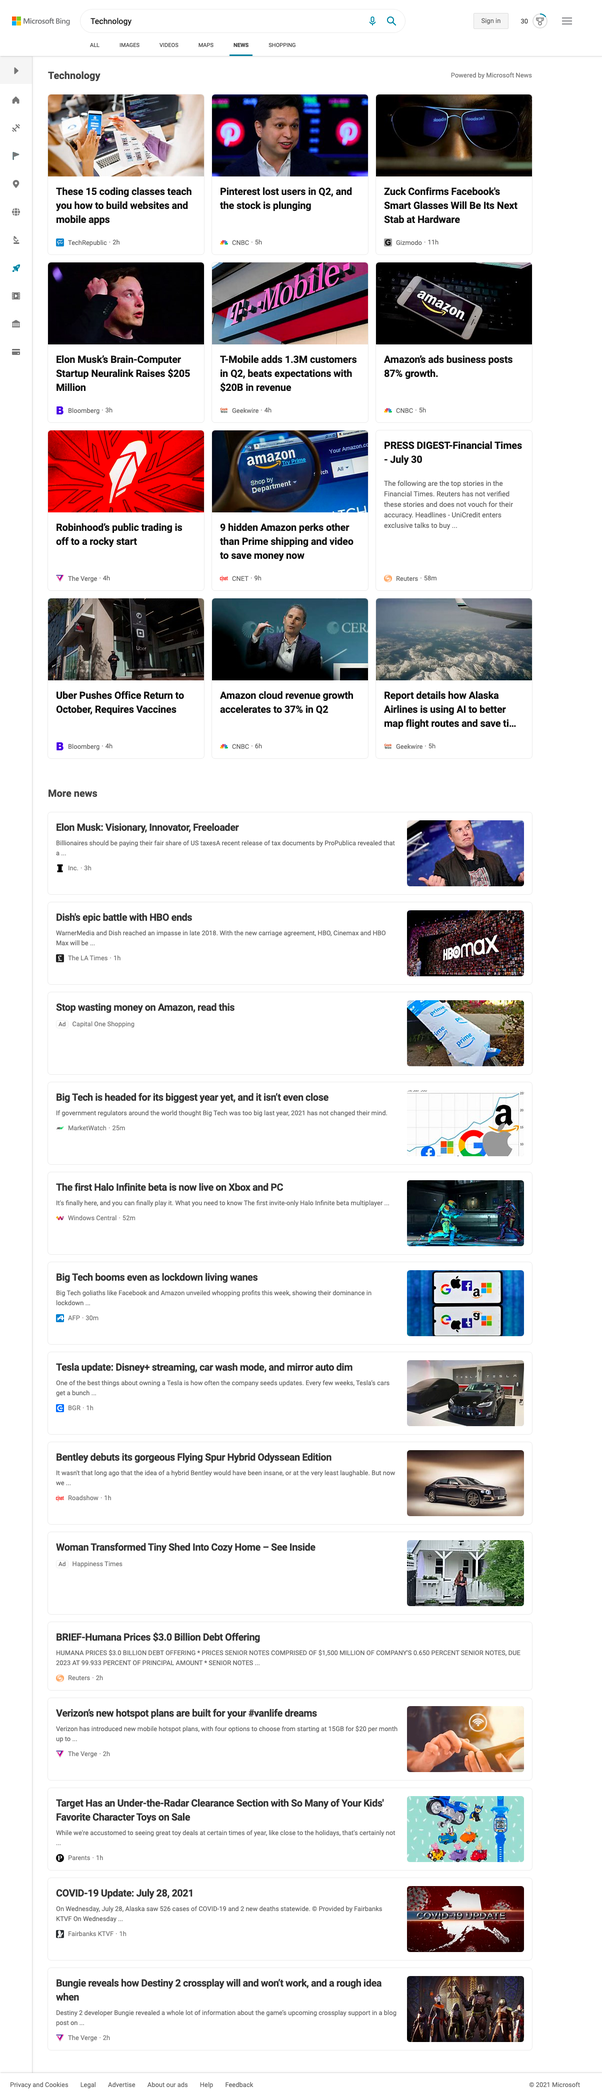 Microsoft Bing
Technology
Sign in
30
ALL IMAGES VIDEOS MAPS NEWS SHOPPING
Technology
Powered by Microsoft News
These 15 coding classes teach
you how to build websites and
mobile apps
TechRepublic · 2h
Pinterest lost users in Q2, and
the stock is plunging
CNBC · 5h
Zuck Confirms Facebook's
Smart Glasses Will Be Its Next
Stab at Hardware
Gizmodo · 11h
T-Mobile
amazon
Elon Musk's Brain-Computer
Startup Neuralink Raises $205
Million
Bloomberg · 3h
T-Mobile adds 1.3M customers
in Q2, beats expectations with
$20B in revenue
Geekwire · 4h
Amazon's ads business posts
87% growth.
CNBC · 5h
amazon
Try Prime
Shop by
Department
All
Robinhood's public trading is
off to a rocky start
The Verge · 4h
9 hidden Amazon perks other
than Prime shipping and video
to save money now
CNET · 9h
PRESS DIGEST-Financial Times
- July 30
The following are the top stories in the
Financial Times. Reuters has not verified
these stories and does not vouch for their
accuracy. Headlines - UniCredit enters
exclusive talks to buy ...
Reuters · 58m
Uber Pushes Office Return to
October, Requires Vaccines
Bloomberg · 4h
Amazon cloud revenue growth
accelerates to 37% in Q2
CNBC · 6h
Report details how Alaska
Airlines is using AI to better
map flight routes and save ti...
Geekwire · 5h
More news
Elon Musk: Visionary, Innovator, Freeloader
Billionaires should be paying their fair share of US taxesA recent release of tax documents by ProPublica revealed that
a ...
Inc. · 3h
Dish's epic battle with HBO ends
WarnerMedia and Dish reached an impasse in late 2018. With the new carriage agreement, HBO, Cinemax and HBO
Max will be ...
The LA Times · 1h
HBOmax
Stop wasting money on Amazon, read this
Ad Capital One Shopping
prime
Big Tech is headed for its biggest year yet, and it isn't even close
If government regulators around the world thought Big Tech was too big last year, 2021 has not changed their mind.
MarketWatch · 25m
The first Halo Infinite beta is now live on Xbox and PC
It's finally here, and you can finally play it. What you need to know The first invite-only Halo Infinite beta multiplayer ...
Windows Central · 52m
Big Tech booms even as lockdown living wanes
Big Tech goliaths like Facebook and Amazon unveiled whopping profits this week, showing their dominance in
lockdown ...
AFP · 30m
Tesla update: Disney+ streaming, car wash mode, and mirror auto dim
One of the best things about owning a Tesla is how often the company seeds updates. Every few weeks, Tesla's cars
get a bunch ...
BGR · 1h
Bentley debuts its gorgeous Flying Spur Hybrid Odyssean Edition
It wasn't that long ago that the idea of a hybrid Bentley would have been insane, or at the very least laughable. But now
we ...
Roadshow · 1h
Woman Transformed Tiny Shed Into Cozy Home – See Inside
Ad Happiness Times
BRIEF-Humana Prices $3.0 Billion Debt Offering
HUMANA PRICES $3.0 BILLION DEBT OFFERING * PRICES SENIOR NOTES COMPRISED OF $1,500 MILLION OF COMPANY'S 0.650 PERCENT SENIOR NOTES, DUE
2023 AT 99.933 PERCENT OF PRINCIPAL AMOUNT * SENIOR NOTES ...
Reuters · 2h
Verizon's new hotspot plans are built for your #vanlife dreams
Verizon has introduced new mobile hotspot plans, with four options to choose from starting at 15GB for $20 per month
up to ...
The Verge · 2h
Target Has an Under-the-Radar Clearance Section with So Many of Your Kids'
Favorite Character Toys on Sale
While we're accustomed to seeing great toy deals at certain times of year, like close to the holidays, that's certainly not
...
Parents · 1h
COVID-19 Update: July 28, 2021
On Wednesday, July 28, Alaska saw 526 cases of COVID-19 and 2 new deaths statewide. © Provided by Fairbanks
KTVF On Wednesday ...
Fairbanks KTVF · 1h
COVID-19 UPDATE
Bungie reveals how Destiny 2 crossplay will and won't work, and a rough idea
when
Destiny 2 developer Bungie revealed a whole lot of information about the game's upcoming crossplay support in a blog
post on ...
The Verge · 2h
Privacy and Cookies Legal Advertise About our ads Help Feedback
© 2021 Microsoft